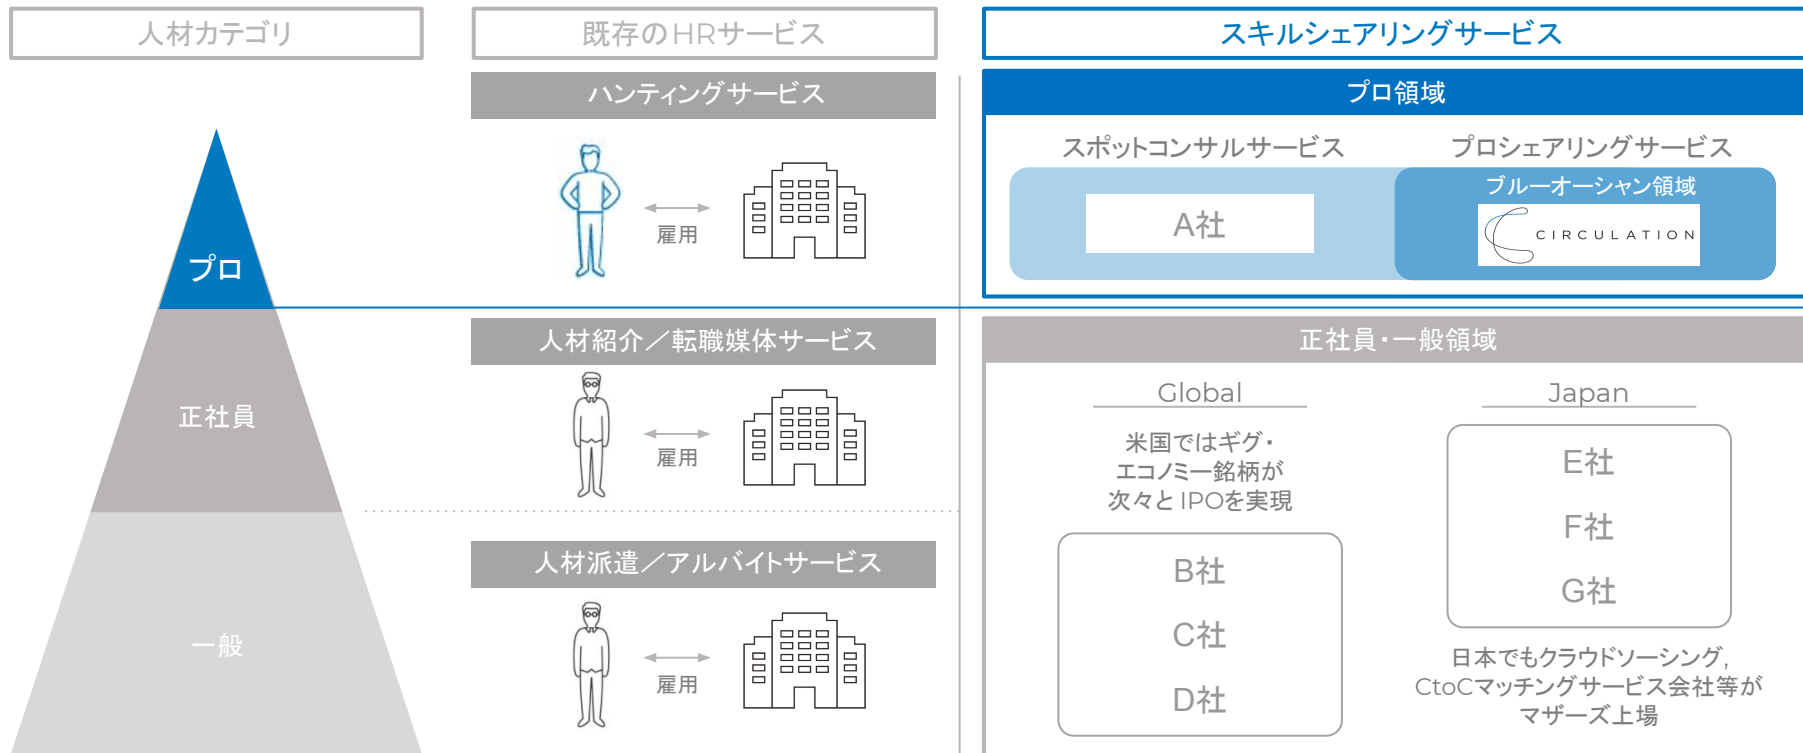 人材カテゴリ
既存のHRサービス
スキルシェアリングサービス
プロ
正社員
一般
ハンティングサービス
雇用
人材紹介／転職媒体サービス
雇用
人材派遣／アルバイトサービス
雇用
プロ領域
スポットコンサルサービス
プロシェアリングサービス
A社
ブルーオーシャン領域
CIRCULATION
正社員・一般領域
Global
米国ではギグ・
エコノミー銘柄が
次々と IPOを実現
B社
C社
D社
Japan
E社
F社
G社
日本でもクラウドソーシング,
CtoCマッチングサービス会社等が
マザーズ上場